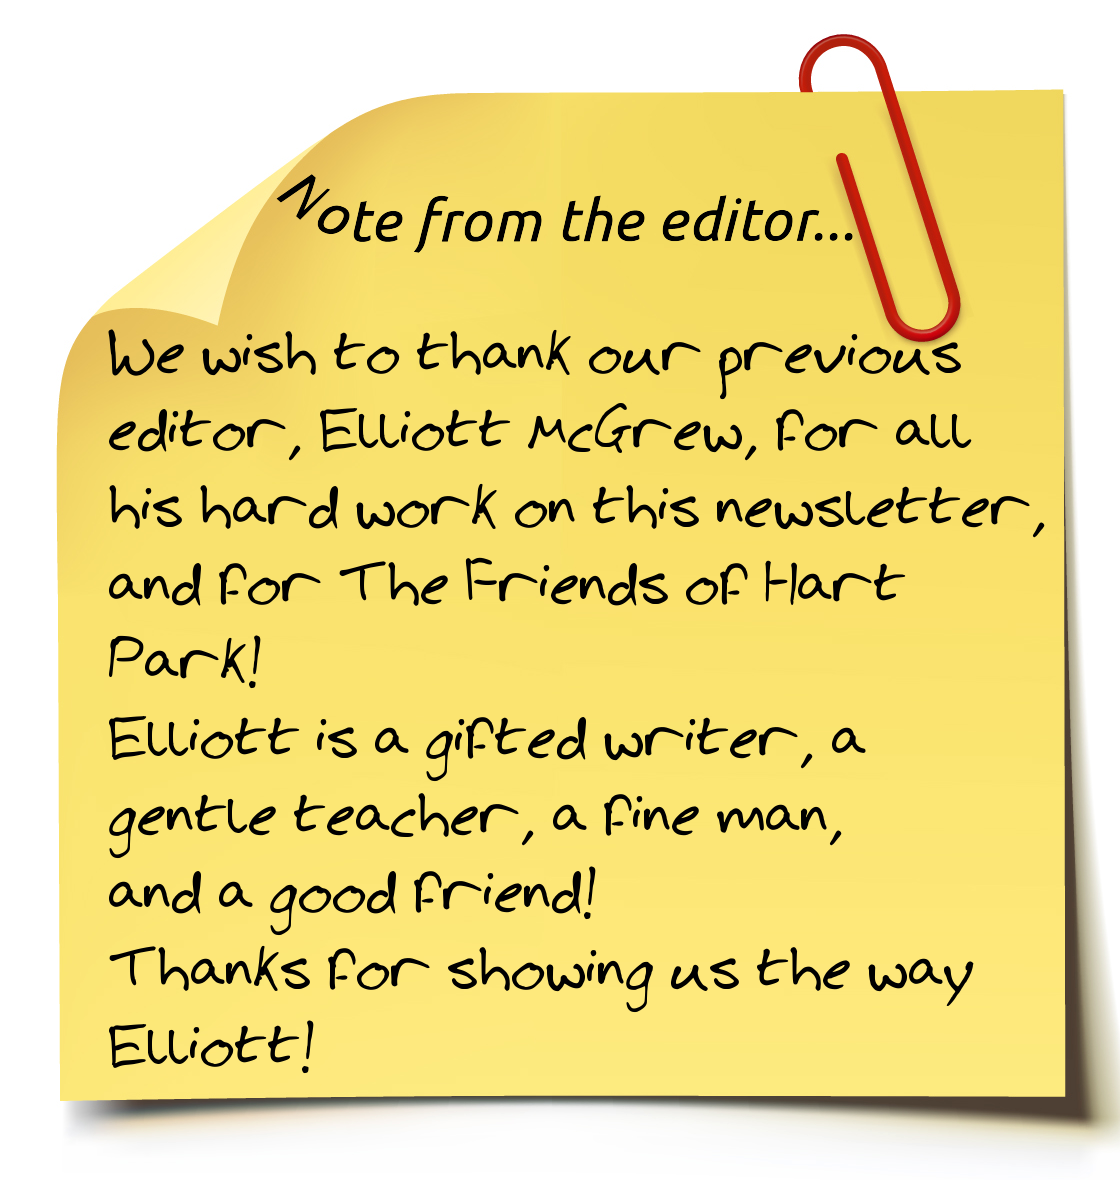 Note from the editor...
We wish to thank our previous
editor, Elliott McGrew, for all
his hard work on this newsletter,
and for The Friends of Hart
Park!
Elliott is a gifted writer, a
gentle teacher, a fine man,
and a good friend!
Thanks for showing us the way
Elliott!